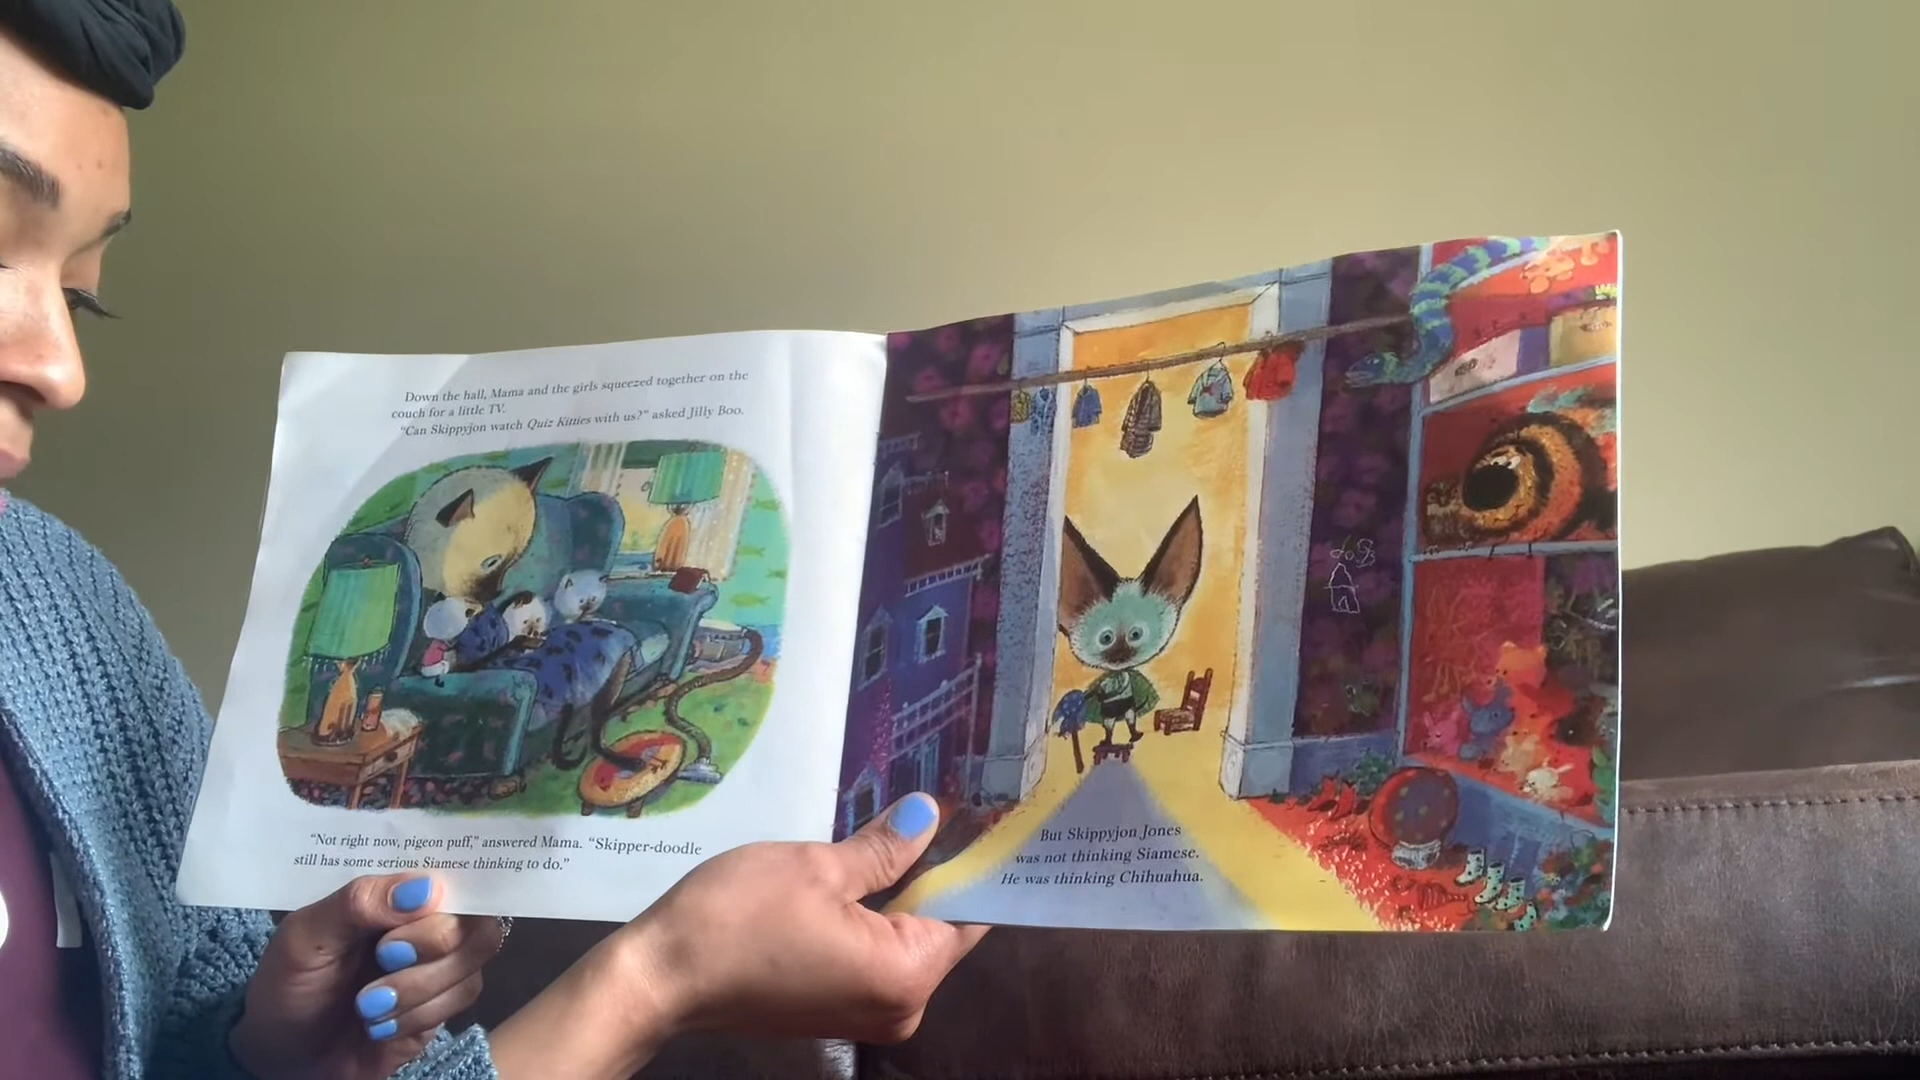 Down the hall, Mama and the girls squeezed together on the
couch for a little TV.
"Can Skippyjon watch Quiz Kitties with us?" asked Jilly Boo.
"Not right now, pigeon puff," answered Mama. "Skipper-doodle
still has some serious Siamese thinking to do."
dogs
But Skippyjon Jones
was not thinking Siamese.
He was thinking Chihuahua.